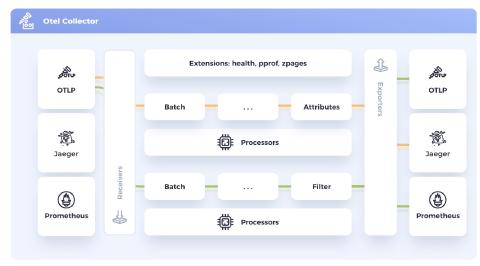 Otel Collector
OTLP
Jaeger
Prometheus
Receivers
Extensions: health, pprof, zpages
Batch
...
Attributes
Processors
Batch
...
Filter
Processors
Exporters
OTLP
Jaeger
Prometheus